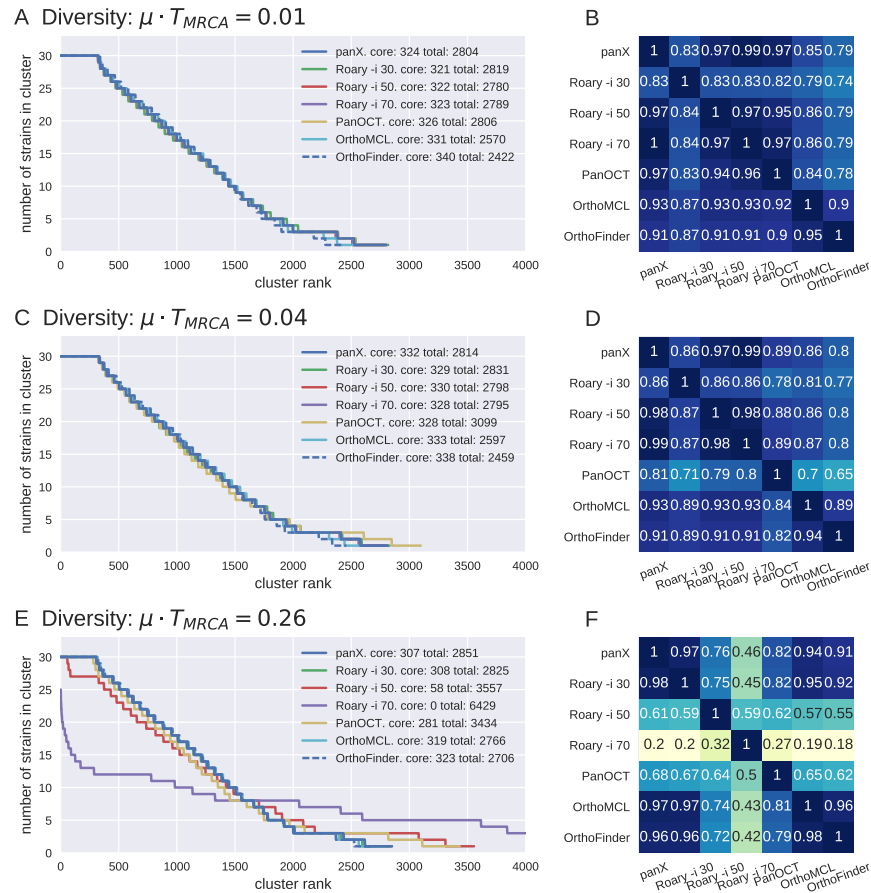 A Diversity: μ · T_MRCA = 0.01
30
25
20
15
10
5
0
number of strains in cluster
panX. core: 324 total: 2804
Roary -i 30. core: 321 total: 2819
Roary -i 50. core: 322 total: 2780
Roary -i 70. core: 323 total: 2789
PanOCT. core: 326 total: 2806
OrthoMCL. core: 331 total: 2570
OrthoFinder. core: 340 total: 2422
0 500 1000 1500 2000 2500 3000 3500 4000
cluster rank
B
panX 1 0.83 0.97 0.99 0.97 0.85 0.79
Roary -i 30 0.83 1 0.83 0.83 0.82 0.79 0.74
Roary -i 50 0.97 0.84 1 0.97 0.95 0.86 0.79
Roary -i 70 1 0.84 0.97 1 0.97 0.86 0.79
PanOCT 0.97 0.83 0.94 0.96 1 0.84 0.78
OrthoMCL 0.93 0.87 0.93 0.93 0.92 1 0.9
OrthoFinder 0.91 0.87 0.91 0.91 0.9 0.95 1
panX Roary -i 30 Roary -i 50 Roary -i 70 PanOCT OrthoMCL OrthoFinder
C Diversity: μ · T_MRCA = 0.04
30
25
20
15
10
5
0
number of strains in cluster
panX. core: 332 total: 2814
Roary -i 30. core: 329 total: 2831
Roary -i 50. core: 330 total: 2798
Roary -i 70. core: 328 total: 2795
PanOCT. core: 328 total: 3099
OrthoMCL. core: 333 total: 2597
OrthoFinder. core: 338 total: 2459
0 500 1000 1500 2000 2500 3000 3500 4000
cluster rank
D
panX 1 0.86 0.97 0.99 0.89 0.86 0.8
Roary -i 30 0.86 1 0.86 0.86 0.78 0.81 0.77
Roary -i 50 0.98 0.87 1 0.98 0.88 0.86 0.8
Roary -i 70 0.99 0.87 0.98 1 0.89 0.87 0.8
PanOCT 0.81 0.71 0.79 0.8 1 0.7 0.65
OrthoMCL 0.93 0.89 0.93 0.93 0.84 1 0.89
OrthoFinder 0.91 0.89 0.91 0.91 0.82 0.94 1
panX Roary -i 30 Roary -i 50 Roary -i 70 PanOCT OrthoMCL OrthoFinder
E Diversity: μ · T_MRCA = 0.26
30
25
20
15
10
5
0
number of strains in cluster
panX. core: 307 total: 2851
Roary -i 30. core: 308 total: 2825
Roary -i 50. core: 58 total: 3557
Roary -i 70. core: 0 total: 6429
PanOCT. core: 281 total: 3434
OrthoMCL. core: 319 total: 2766
OrthoFinder. core: 323 total: 2706
0 500 1000 1500 2000 2500 3000 3500 4000
cluster rank
F
panX 1 0.97 0.76 0.46 0.82 0.94 0.91
Roary -i 30 0.98 1 0.75 0.45 0.82 0.95 0.92
Roary -i 50 0.61 0.59 1 0.59 0.62 0.57 0.55
Roary -i 70 0.2 0.2 0.32 1 0.27 0.19 0.18
PanOCT 0.68 0.67 0.64 0.5 1 0.65 0.62
OrthoMCL 0.97 0.97 0.74 0.43 0.81 1 0.96
OrthoFinder 0.96 0.96 0.72 0.42 0.79 0.98 1
panX Roary -i 30 Roary -i 50 Roary -i 70 PanOCT OrthoMCL OrthoFinder